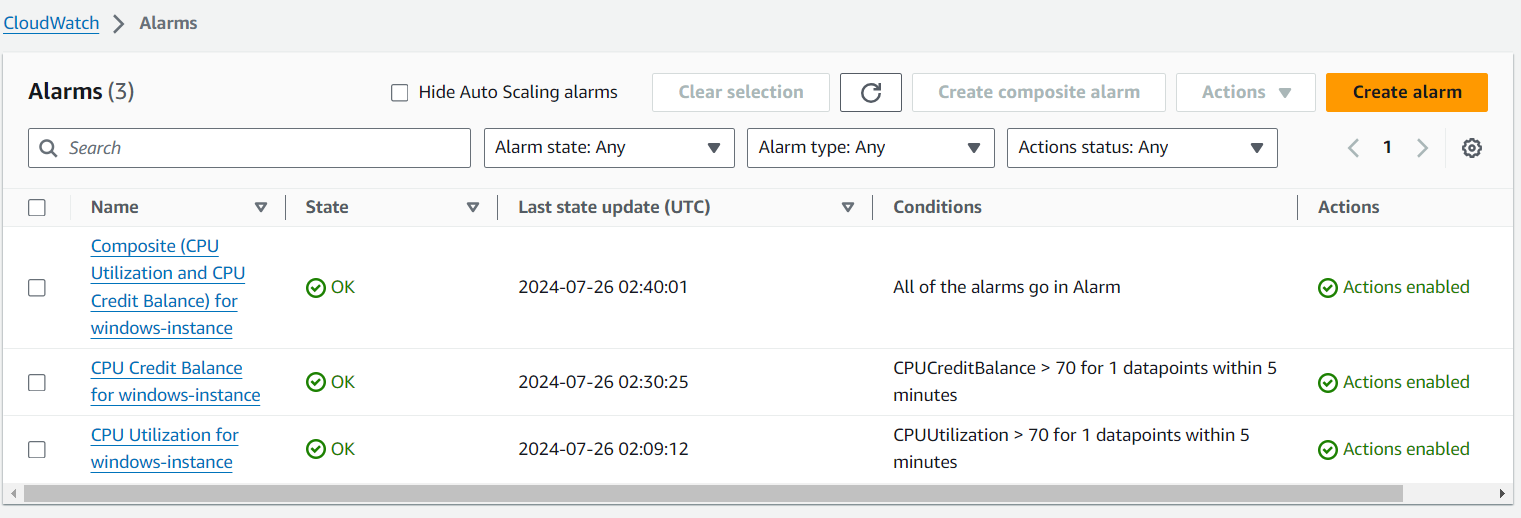 CloudWatch > Alarms
Alarms (3)
Hide Auto Scaling alarms
Clear selection
Create composite alarm
Actions
Create alarm
Search
Alarm state: Any
Alarm type: Any
Actions status: Any
1
Name
State
Last state update (UTC)
Conditions
Actions
Composite (CPU
Utilization and CPU
Credit Balance) for
windows-instance
OK
2024-07-26 02:40:01
All of the alarms go in Alarm
Actions enabled
CPU Credit Balance
for windows-instance
OK
2024-07-26 02:30:25
CPUCreditBalance > 70 for 1 datapoints within 5
minutes
Actions enabled
CPU Utilization for
windows-instance
OK
2024-07-26 02:09:12
CPUUtilization > 70 for 1 datapoints within 5
minutes
Actions enabled